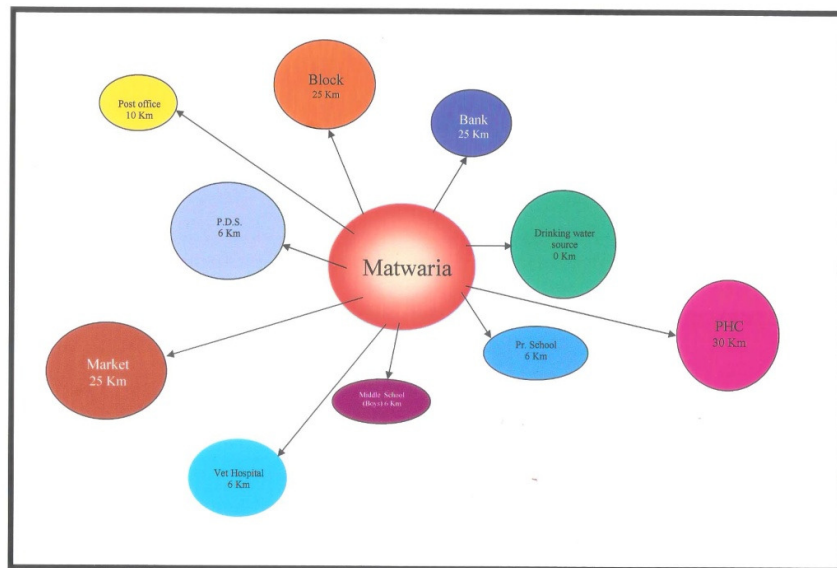 Block
25 Km
Post office
10 Km
Bank
25 Km
P.D.S.
6 Km
Drinking water
source
0 Km
Matwaria
PHC
30 Km
Pr. School
6 Km
Market
25 Km
Middle School
(Boys) 6 Km
Vet Hospital
6 Km